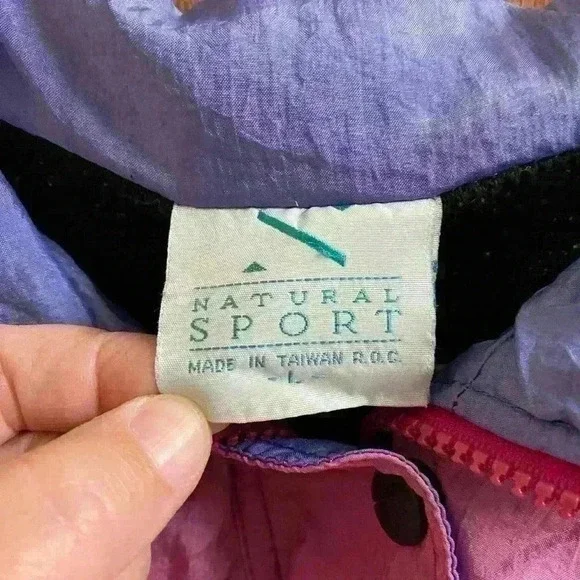 NATURAL
SPORT
MADE IN TAIWAN R.O.C.
- L -